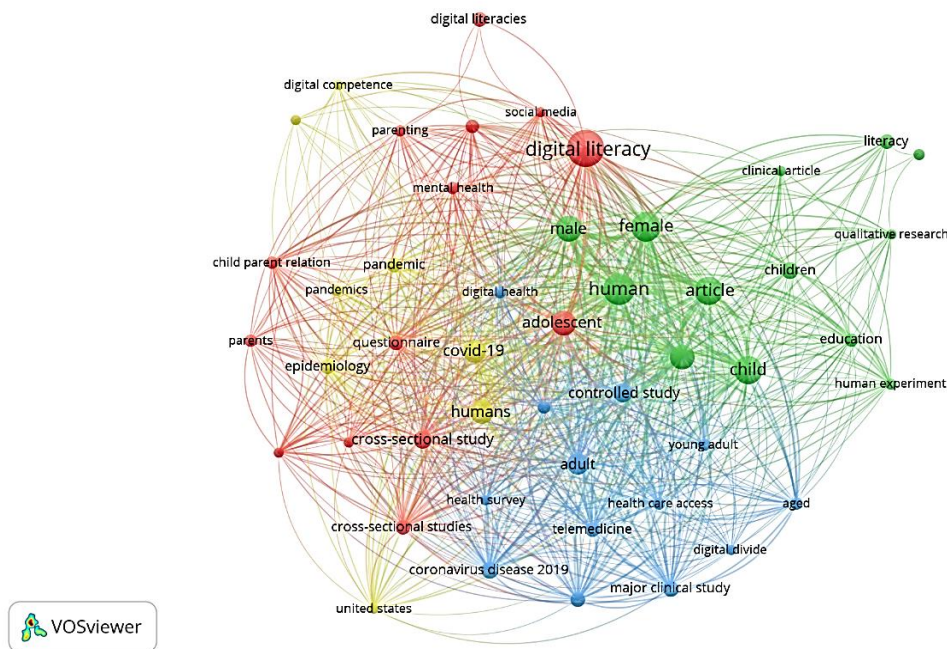 digital literacies
digital competence
social media
parenting
digital literacy
literacy
clinical article
mental health
male
female
qualitative research
child parent relation
pandemic
children
pandemics
digital health
human
article
adolescent
parents
questionnaire
covid-19
education
epidemiology
child
human experiment
controlled study
humans
cross-sectional study
young adult
adult
health survey
health care access
aged
cross-sectional studies
telemedicine
digital divide
coronavirus disease 2019
major clinical study
united states
VOSviewer